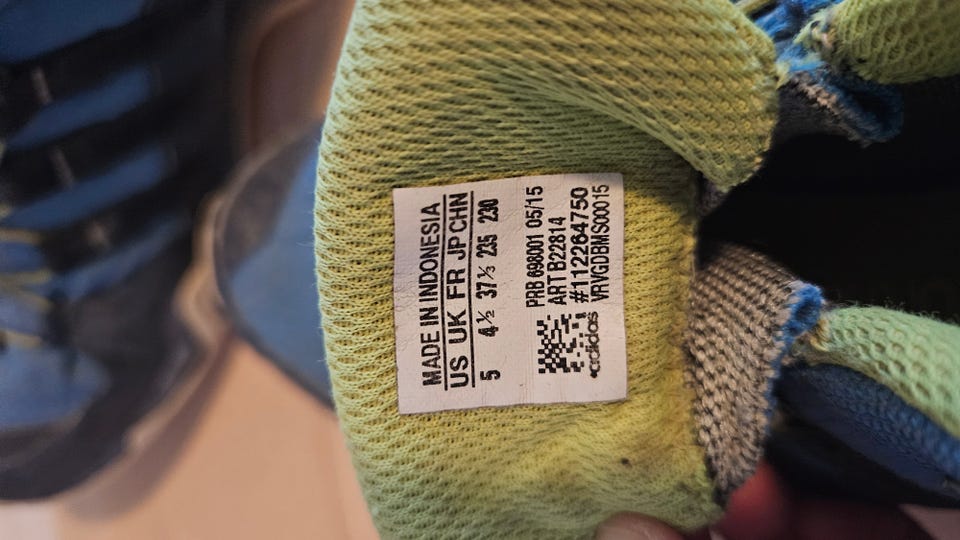 MADE IN INDONESIA
US UK FR JP CHN
5 4½ 37⅓ 235 230
PRB 698001 05/15
ART B22814
#112264750
VRVGDBMS00015
adidas